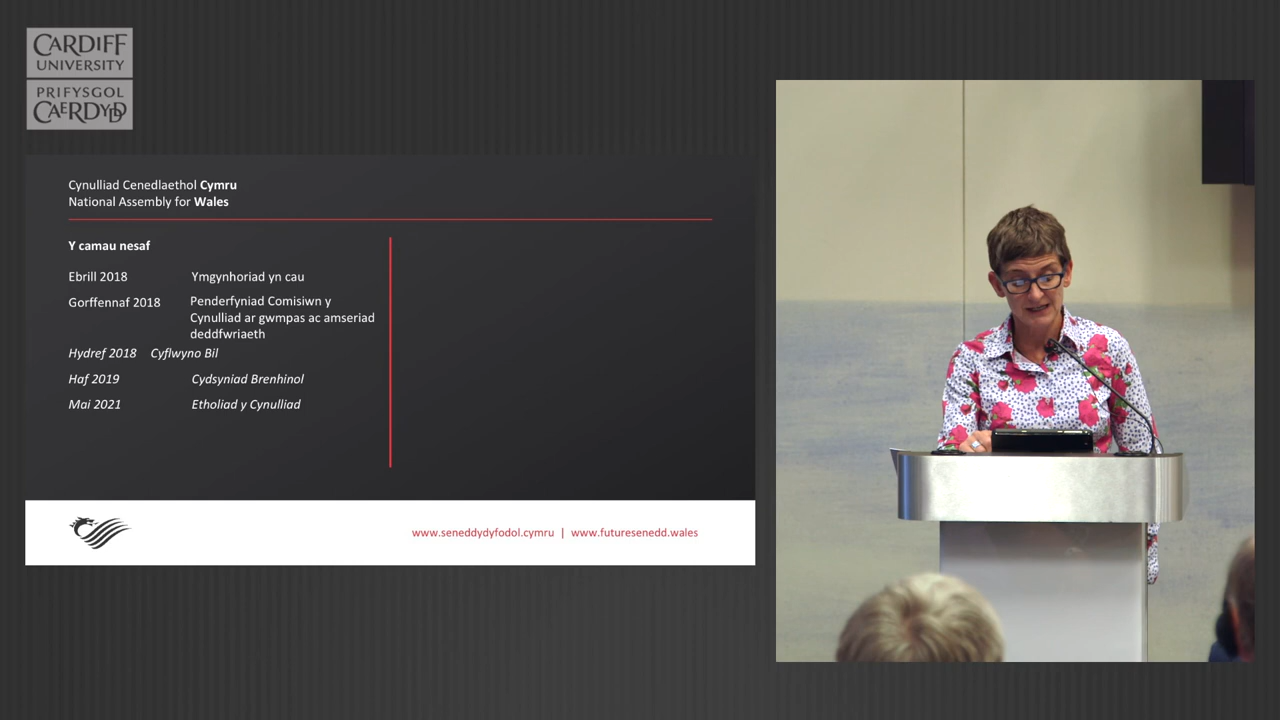 CARDIFF
UNIVERSITY
PRIFYSGOL
CAERDYDD
Cynulliad Cenedlaethol Cymru
National Assembly for Wales
Y camau nesaf
Ebrill 2018 Ymgynhoriad yn cau
Gorffennaf 2018 Penderfyniad Comisiwn y
Cynulliad ar gwmpas ac amseriad
deddfwriaeth
Hydref 2018 Cyflwyno Bil
Haf 2019 Cydsyniad Brenhinol
Mai 2021 Etholiad y Cynulliad
www.seneddydyfodol.cymru | www.futuresenedd.wales